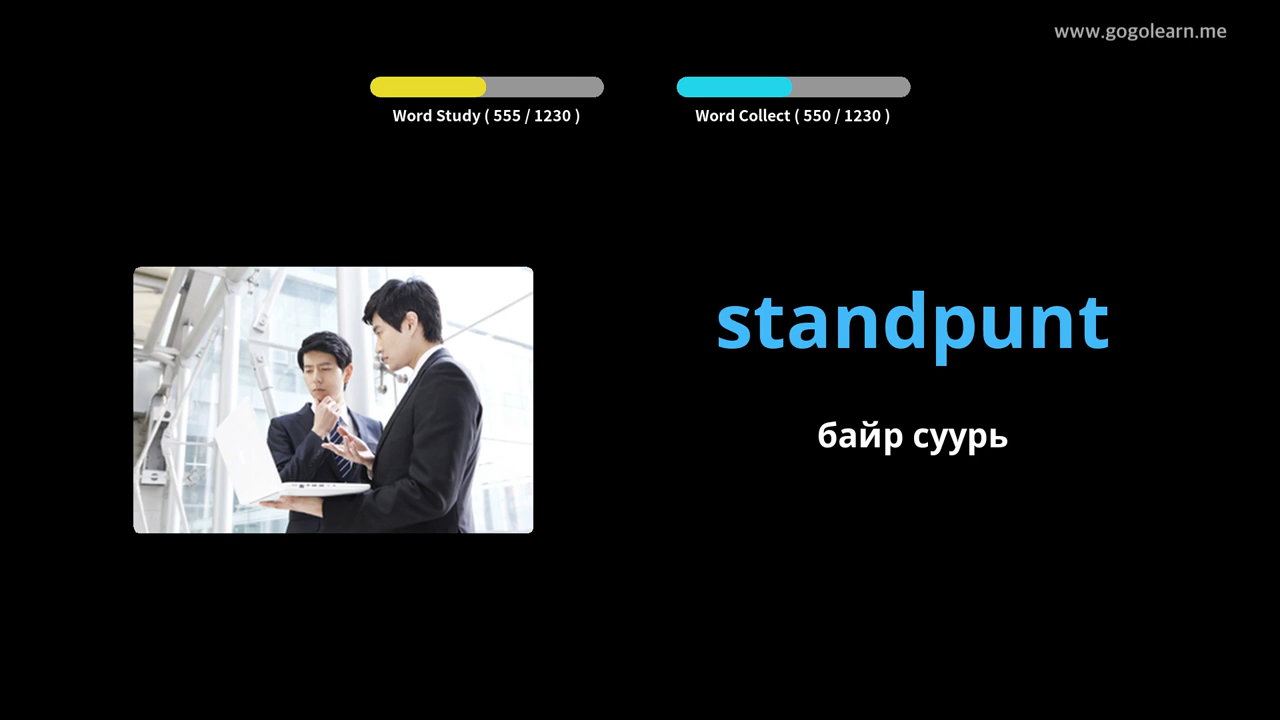 www.gogolearn.me
Word Study ( 555 / 1230 )
Word Collect ( 550 / 1230 )
standpunt
байр суурь